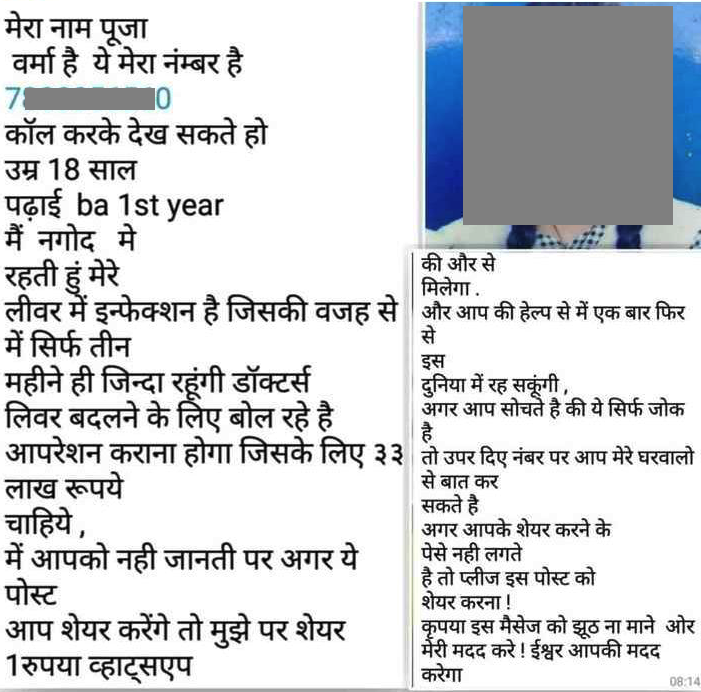 मेरा नाम पूजा
वर्मा है ये मेरा नंम्बर है
कॉल करके देख सकते हो
उम्र 18 साल
पढ़ाई ba 1st year
मैं नगोद मे
रहती हुं मेरे
लीवर में इन्फेक्शन है जिसकी वजह से
में सिर्फ तीन
महीने ही जिन्दा रहूंगी डॉक्टर्स
लिवर बदलने के लिए बोल रहे है
आपरेशन कराना होगा जिसके लिए ३३
लाख रूपये
चाहिये ,
में आपको नही जानती पर अगर ये
पोस्ट
आप शेयर करेंगे तो मुझे पर शेयर
1रुपया व्हाट्सएप
की और से
मिलेगा .
और आप की हेल्प से में एक बार फिर
से
इस
दुनिया में रह सकूंगी ,
अगर आप सोचते है की ये सिर्फ जोक
है
तो उपर दिए नंबर पर आप मेरे घरवालो
से बात कर
सकते है
अगर आपके शेयर करने के
पेसे नही लगते
है तो प्लीज इस पोस्ट को
शेयर करना !
कृपया इस मैसेज को झूठ ना माने ओर
मेरी मदद करे ! ईश्वर आपकी मदद
करेगा
08:14